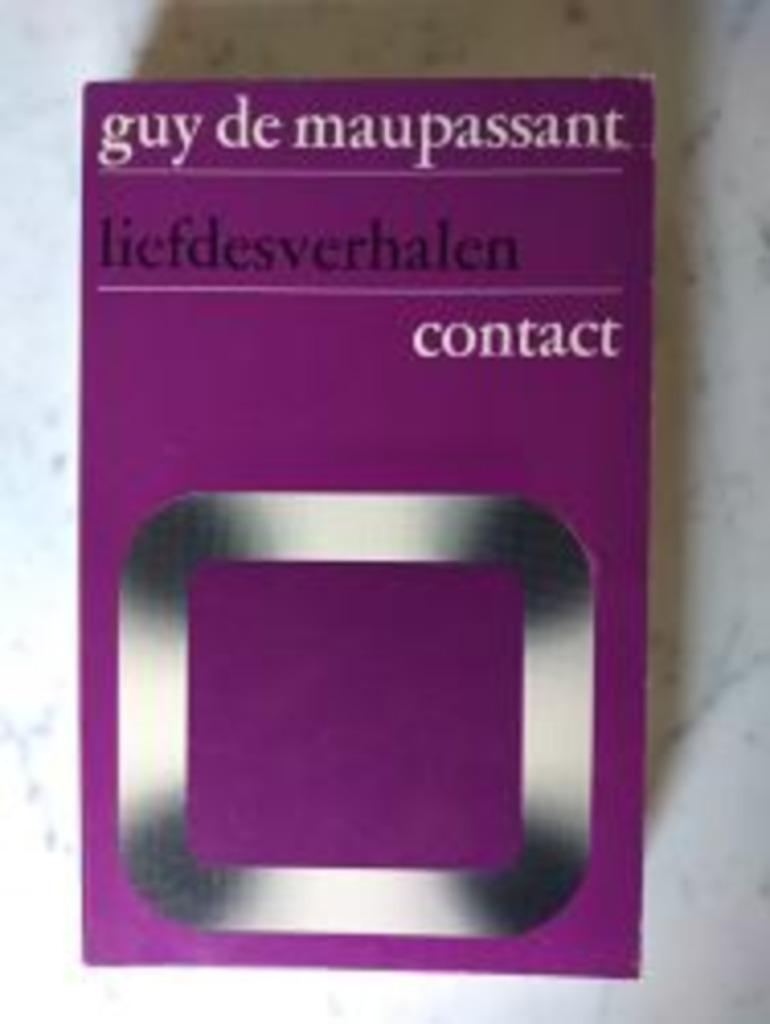 guy de maupassant
liefdesverhalen
contact